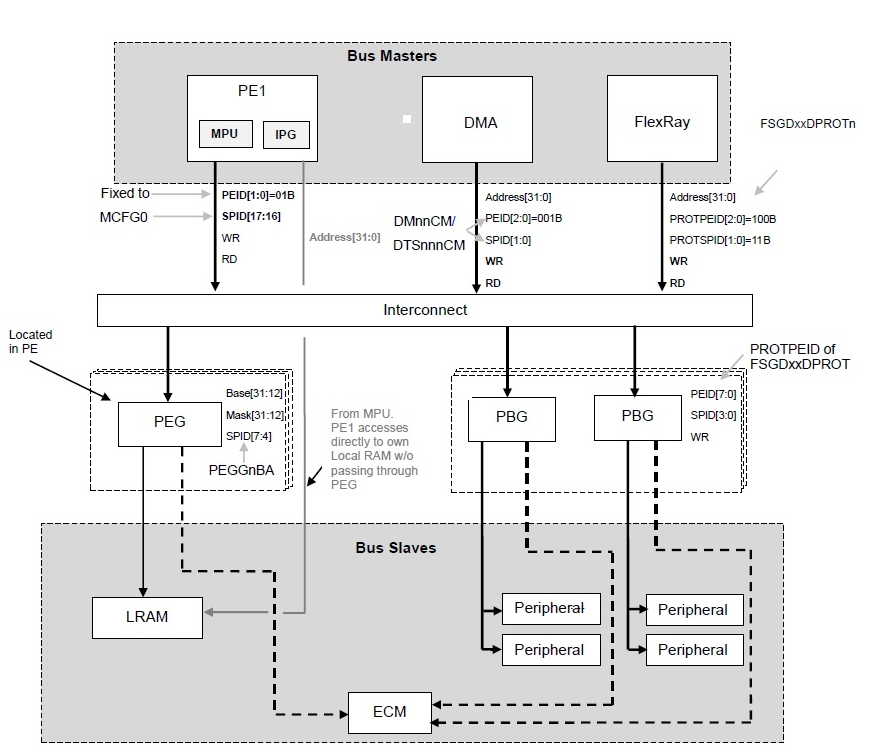 Bus Masters
PE1
MPU
IPG
DMA
FlexRay
FSGDxxDPROTn
Fixed to
MCFG0
PEID[1:0]=01B
SPID[17:16]
WR
RD
Address[31:0]
DMnnCM/
DTSnnnCM
Address[31:0]
PEID[2:0]=001B
SPID[1:0]
WR
RD
Address[31:0]
PROTPEID[2:0]=100B
PROTSPID[1:0]=11B
WR
RD
Interconnect
Located
in PE
PEG
Base[31:12]
Mask[31:12]
SPID[7:4]
PEGGnBA
From MPU.
PE1 accesses
directly to own
Local RAM w/o
passing through
PEG
PBG
PBG
PEID[7:0]
SPID[3:0]
WR
PROTPEID of
FSGDxxDPROT
Bus Slaves
LRAM
Peripheral
Peripheral
Peripheral
Peripheral
ECM